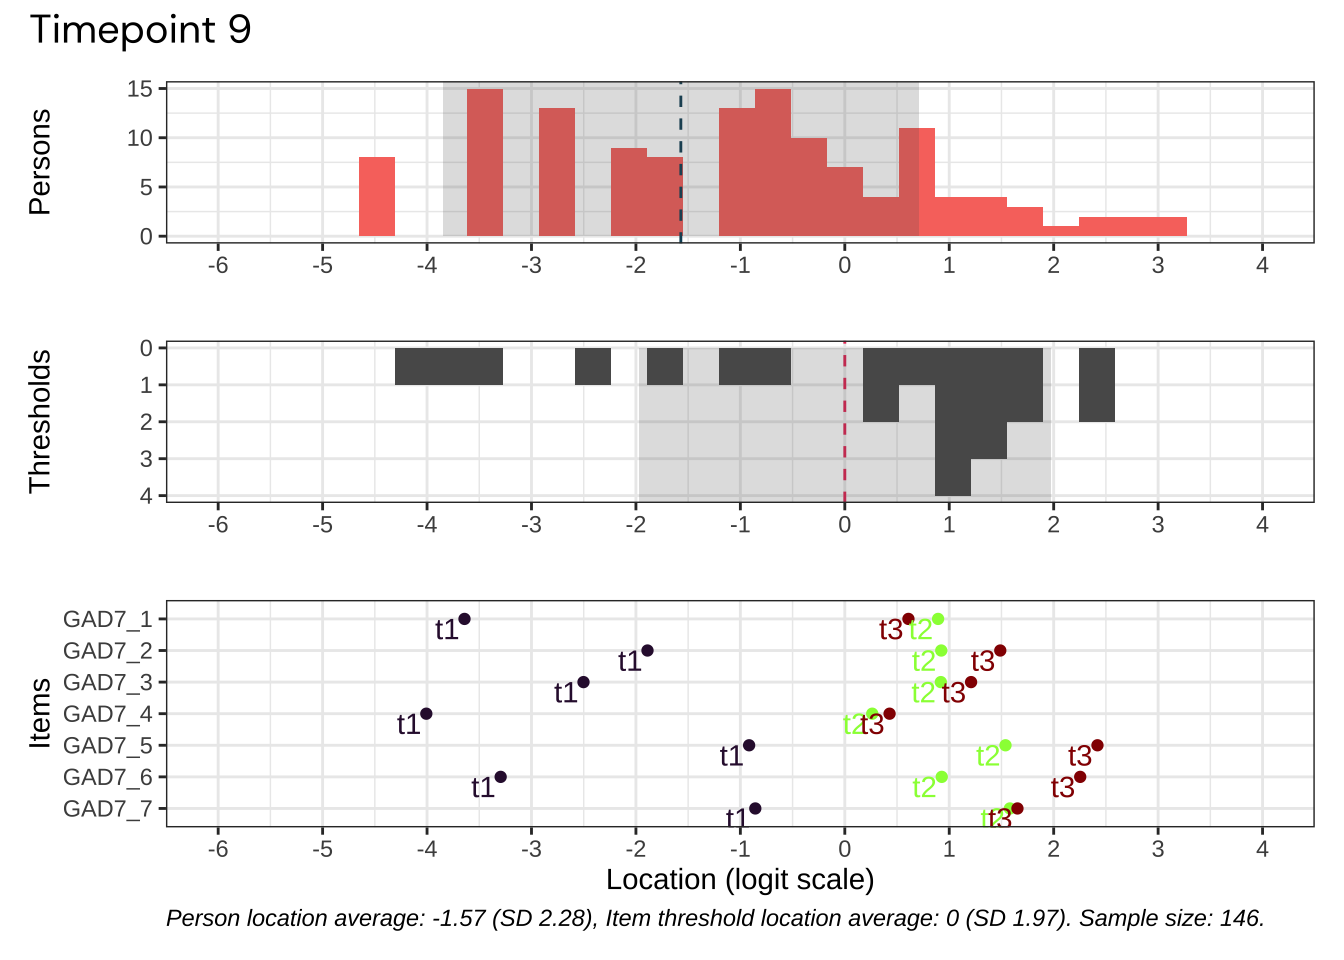 Timepoint 9
Persons
15
10
5
0
-6 -5 -4 -3 -2 -1 0 1 2 3 4
Thresholds
0
1
2
3
4
-6 -5 -4 -3 -2 -1 0 1 2 3 4
Items
GAD7_1 t1 t3 t2
GAD7_2 t1 t2 t3
GAD7_3 t1 t2 t3
GAD7_4 t1 t2 t3
GAD7_5 t1 t2 t3
GAD7_6 t1 t2 t3
GAD7_7 t1 t2 t3
-6 -5 -4 -3 -2 -1 0 1 2 3 4
Location (logit scale)
Person location average: -1.57 (SD 2.28), Item threshold location average: 0 (SD 1.97). Sample size: 146.